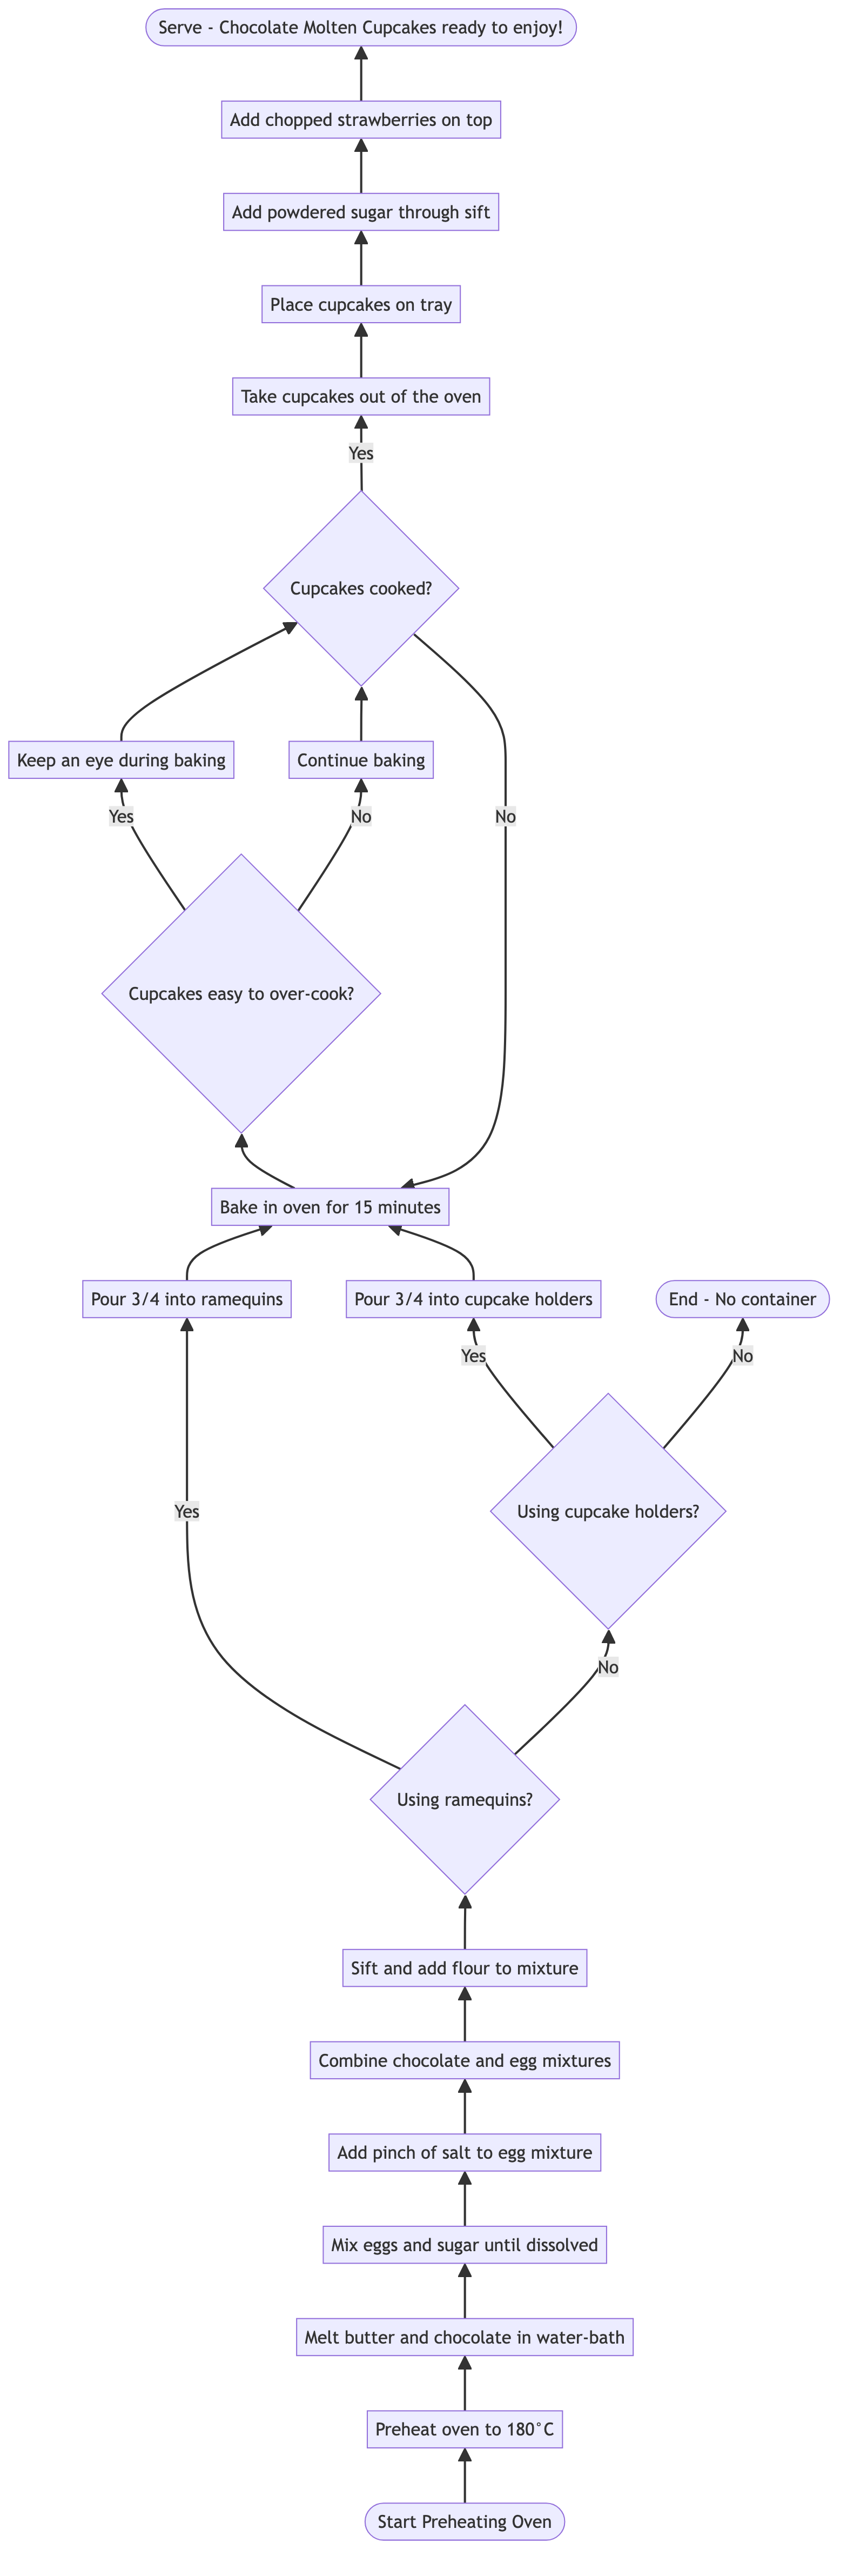 Serve - Chocolate Molten Cupcakes ready to enjoy!
Add chopped strawberries on top
Add powdered sugar through sift
Place cupcakes on tray
Take cupcakes out of the oven
Yes
Cupcakes cooked?
Keep an eye during baking
Continue baking
Yes
No
No
Cupcakes easy to over-cook?
Bake in oven for 15 minutes
Pour 3/4 into ramequins
Pour 3/4 into cupcake holders
End - No container
Yes
No
Yes
Using cupcake holders?
No
Using ramequins?
Sift and add flour to mixture
Combine chocolate and egg mixtures
Add pinch of salt to egg mixture
Mix eggs and sugar until dissolved
Melt butter and chocolate in water-bath
Preheat oven to 180°C
Start Preheating Oven